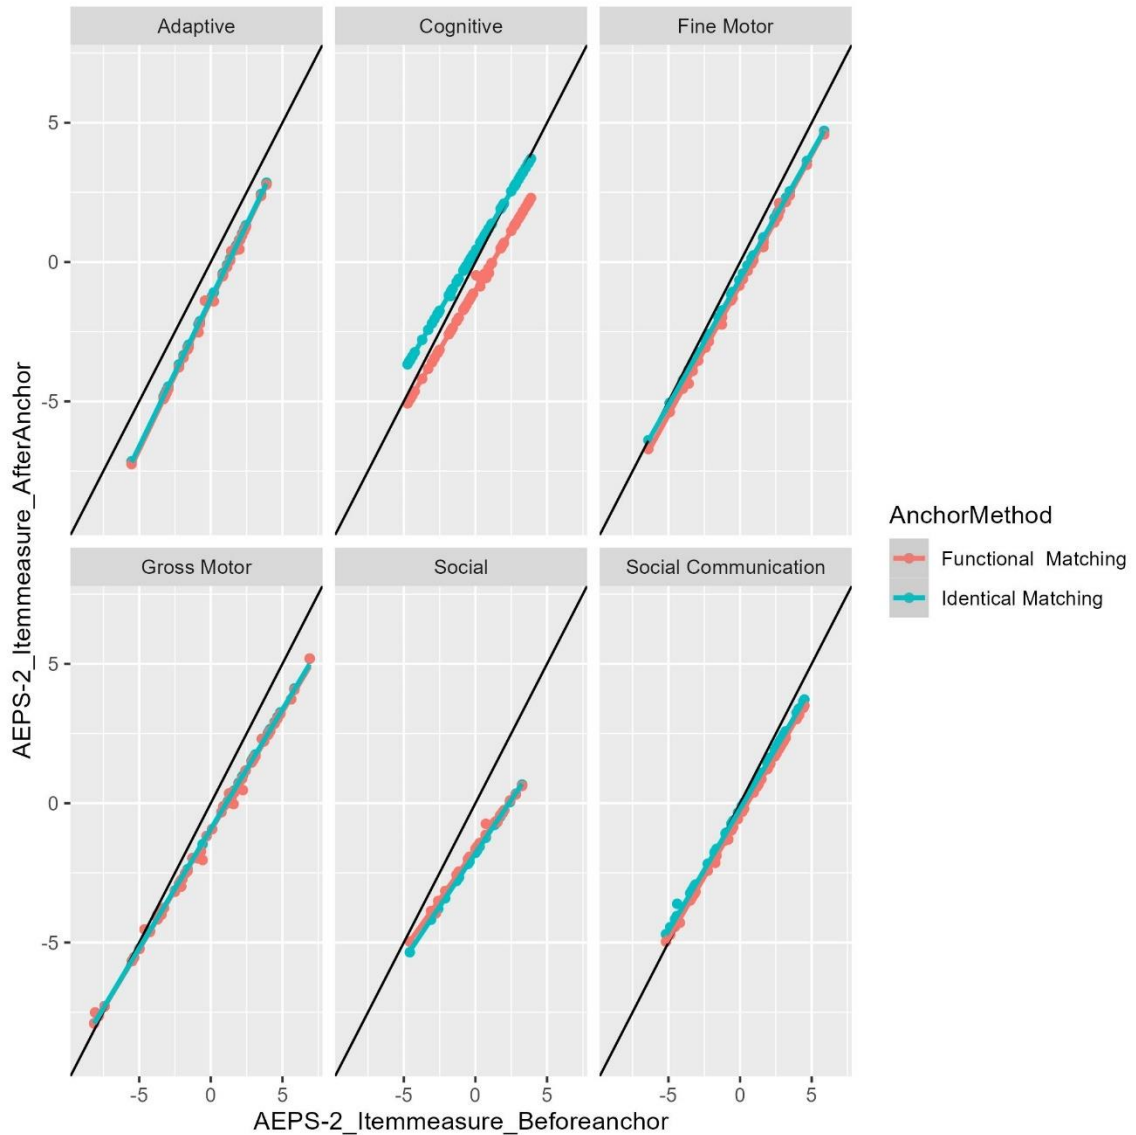 Adaptive
Cognitive
Fine Motor
5
0
-5
Gross Motor
Social
Social Communication
5
0
-5
-5
0
5
-5
0
5
-5
0
5
AEPS-2_Itemmeasure_Beforeanchor
AEPS-2_Itemmeasure_AfterAnchor
AnchorMethod
Functional  Matching
Identical Matching